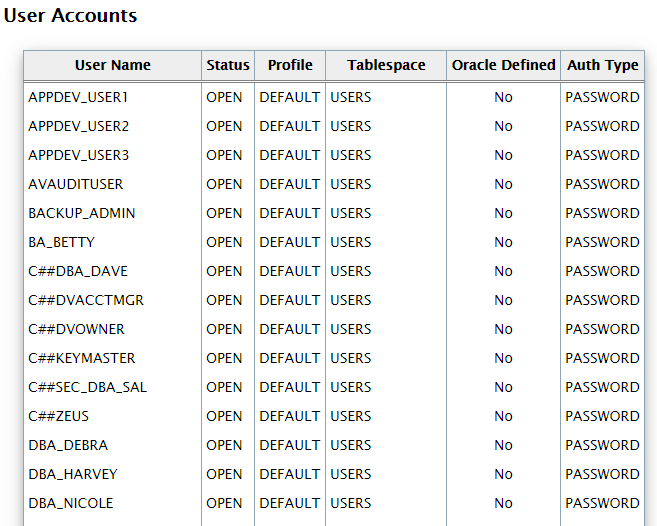 User Accounts
User Name Status Profile Tablespace Oracle Defined Auth Type
APPDEV_USER1 OPEN DEFAULT USERS No PASSWORD
APPDEV_USER2 OPEN DEFAULT USERS No PASSWORD
APPDEV_USER3 OPEN DEFAULT USERS No PASSWORD
AVAUDITUSER OPEN DEFAULT USERS No PASSWORD
BACKUP_ADMIN OPEN DEFAULT USERS No PASSWORD
BA_BETTY OPEN DEFAULT USERS No PASSWORD
C##DBA_DAVE OPEN DEFAULT USERS No PASSWORD
C##DVACCTMGR OPEN DEFAULT USERS No PASSWORD
C##DVOWNER OPEN DEFAULT USERS No PASSWORD
C##KEYMASTER OPEN DEFAULT USERS No PASSWORD
C##SEC_DBA_SAL OPEN DEFAULT USERS No PASSWORD
C##ZEUS OPEN DEFAULT USERS No PASSWORD
DBA_DEBRA OPEN DEFAULT USERS No PASSWORD
DBA_HARVEY OPEN DEFAULT USERS No PASSWORD
DBA_NICOLE OPEN DEFAULT USERS No PASSWORD